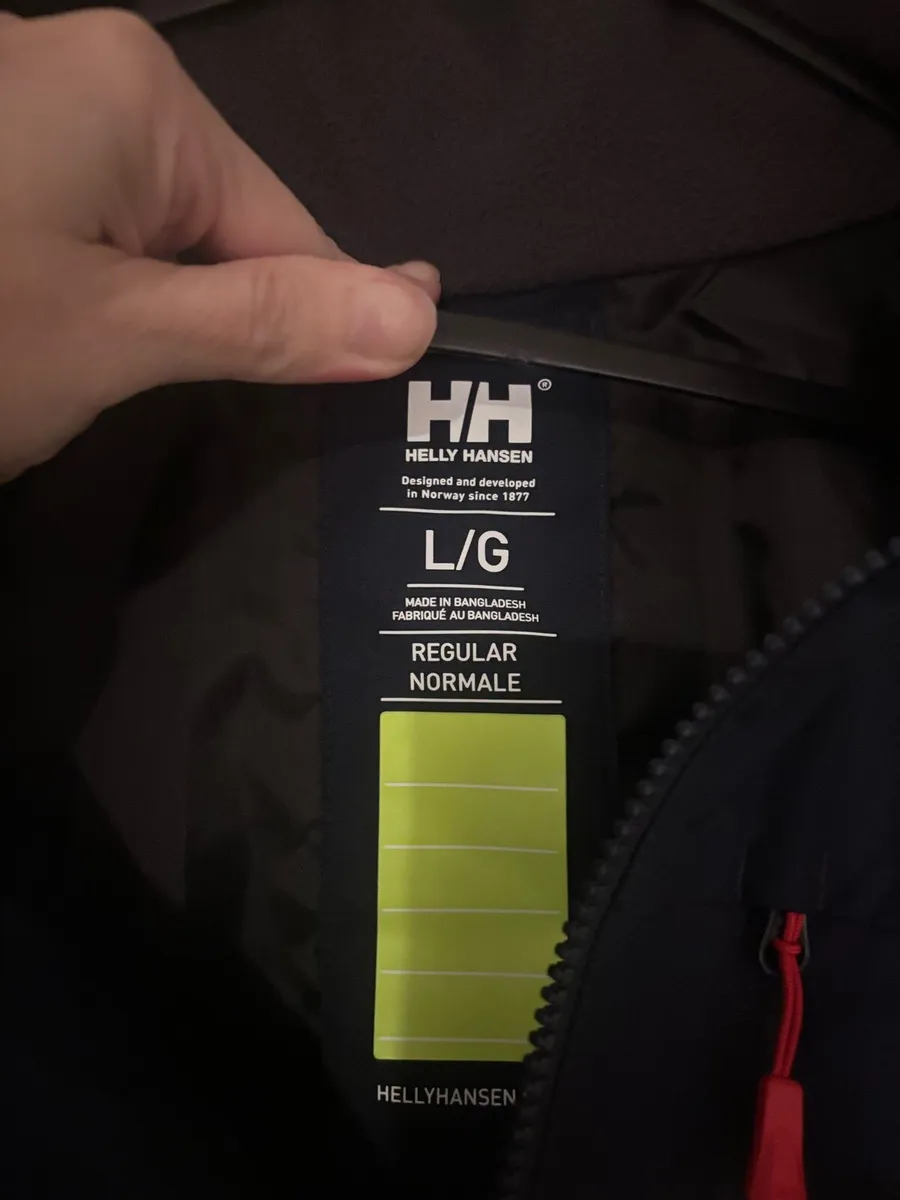 HH®
HELLY HANSEN
Designed and developed
in Norway since 1877
L/G
MADE IN BANGLADESH
FABRIQUÉ AU BANGLADESH
REGULAR
NORMALE
HELLYHANSEN